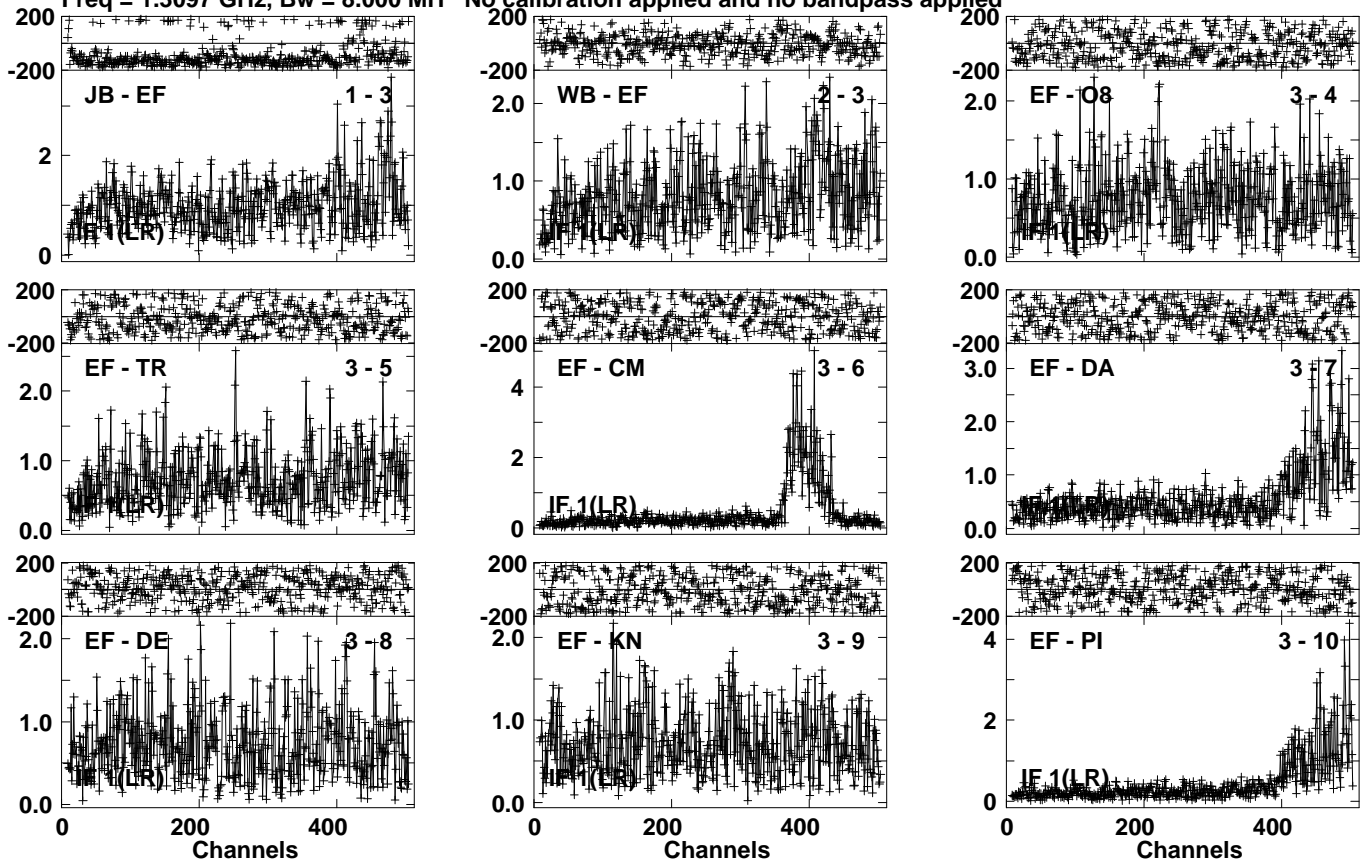 Freq = 1.5097 GHz, Bw = 8.000 MH No calibration applied and no bandpass applied
200
-200
JB - EF 1 - 3
2
0
IF 1(LR)
200
-200
WB - EF 2 - 3
2.0
1.0
0.0
IF 1(LR)
200
-200
EF - O8 3 - 4
2.0
1.0
0.0
IF 1(LR)
200
-200
EF - TR 3 - 5
2.0
1.0
0.0
IF 1(LR)
200
-200
EF - CM 3 - 6
4
2
0
IF 1(LR)
200
-200
EF - DA 3 - 7
3.0
2.0
1.0
0.0
IF 1(LR)
200
-200
EF - DE 3 - 8
2.0
1.0
0.0
IF 1(LR)
0 200 400
Channels
200
-200
EF - KN 3 - 9
2.0
1.0
0.0
IF 1(LR)
0 200 400
Channels
200
-200
EF - PI 3 - 10
4
2
0
IF 1(LR)
0 200 400
Channels